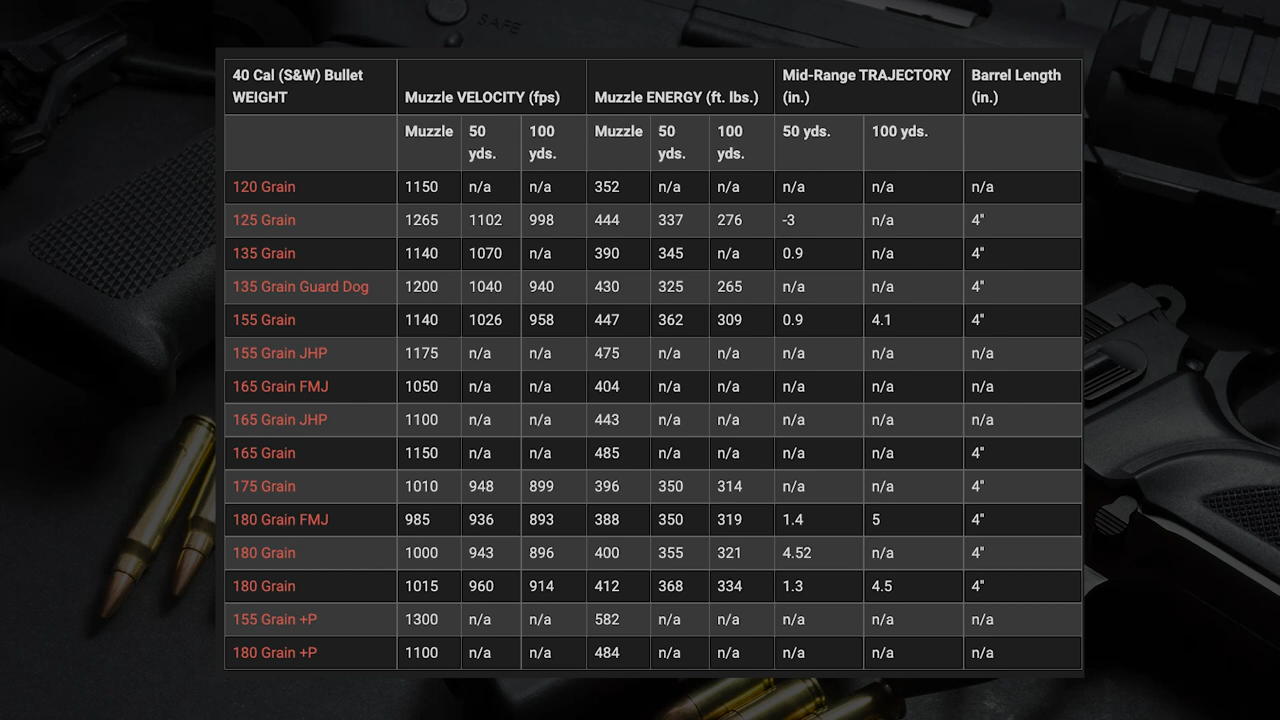 SAFE
40 Cal (S&W) Bullet WEIGHT Muzzle VELOCITY (fps) Muzzle ENERGY (ft. lbs.) Mid-Range TRAJECTORY (in.) Barrel Length (in.)
Muzzle 50 yds. 100 yds. Muzzle 50 yds. 100 yds. 50 yds. 100 yds.
120 Grain 1150 n/a n/a 352 n/a n/a n/a n/a n/a
125 Grain 1265 1102 998 444 337 276 -3 n/a 4"
135 Grain 1140 1070 n/a 390 345 n/a 0.9 n/a 4"
135 Grain Guard Dog 1200 1040 940 430 325 265 n/a n/a 4"
155 Grain 1140 1026 958 447 362 309 0.9 4.1 4"
155 Grain JHP 1175 n/a n/a 475 n/a n/a n/a n/a n/a
165 Grain FMJ 1050 n/a n/a 404 n/a n/a n/a n/a n/a
165 Grain JHP 1100 n/a n/a 443 n/a n/a n/a n/a n/a
165 Grain 1150 n/a n/a 485 n/a n/a n/a n/a 4"
175 Grain 1010 948 899 396 350 314 n/a n/a 4"
180 Grain FMJ 985 936 893 388 350 319 1.4 5 4"
180 Grain 1000 943 896 400 355 321 4.52 n/a 4"
180 Grain 1015 960 914 412 368 334 1.3 4.5 4"
155 Grain +P 1300 n/a n/a 582 n/a n/a n/a n/a n/a
180 Grain +P 1100 n/a n/a 484 n/a n/a n/a n/a n/a